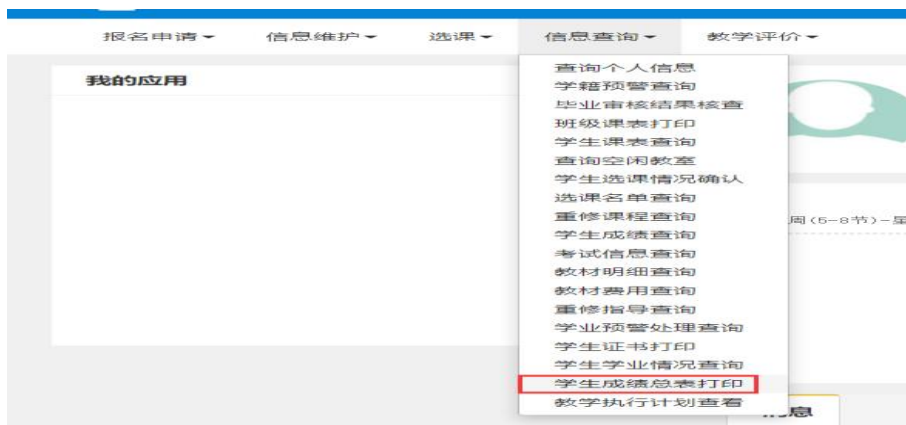 报名申请 信息维护 选课 信息查询 教学评价
我的应用
查询个人信息
学籍预警查询
毕业审核结果核查
班级课表打印
学生课表查询
查询空闲教室
学生选课情况确认
选课名单查询
重修课程查询
周(5-8节)-星
学生成绩查询
考试信息查询
教材明细查询
教材费用查询
重修指导查询
学业预警处理查询
学生证书打印
学生学业情况查询
学生成绩总表打印
教学执行计划查看
消息